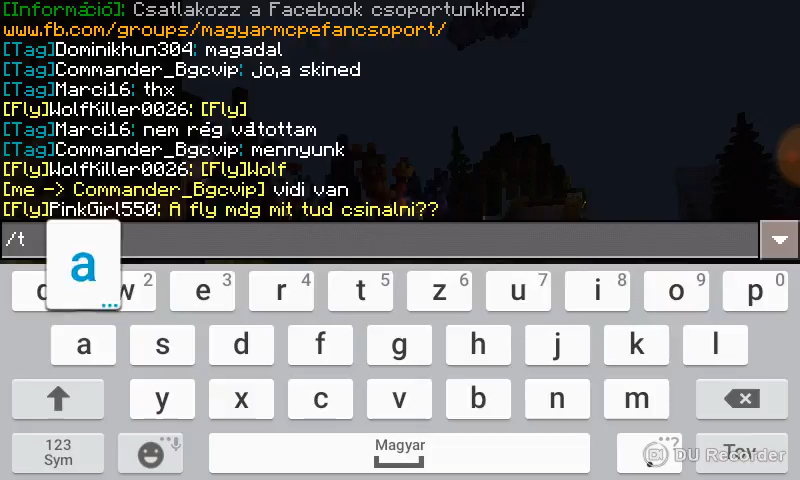 [Információ]: Csatlakozz a Facebook csoportunkhoz!
www.fb.com/groups/magyarmcpefancsoport/
[Tag]Dominikhun304: magadal
[Tag]Commander_Bgcvip: jo,a skined
[Tag]Marci16: thx
[Fly]WolfKiller0026: [Fly]
[Tag]Marci16: nem rég vátottam
[Tag]Commander_Bgcvip: mennyunk
[Fly]WolfKiller0026: [Fly]Wolf
[me -> Commander_Bgcvip] vidi van
[Fly]PinkGirl550: A fly mdg mit tud csinalni??
/t
a
w 2 e 3 r 4 t 5 z 6 u 7 i 8 o 9 p 0
a s d f g h j k l
y x c v b n m
123
Sym
Magyar
DU Recorder